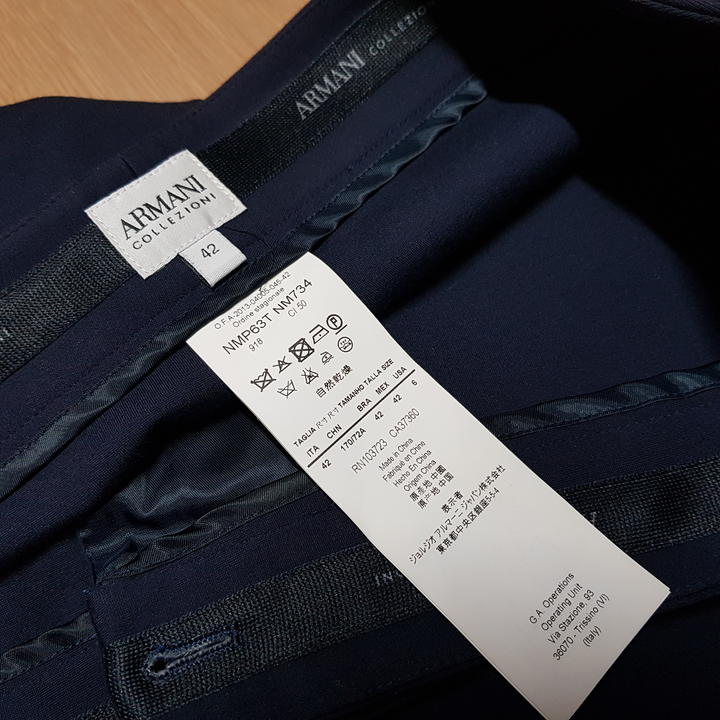 ARMANI COLLEZIONI
ARMANI
COLLEZIONI
42
O.F.A.2013-04005-045-42
Ordine stagionale
NMP63T NM734
918 Cl 50
自然乾燥
TAGLIA TAMANHO TALLA SIZE
ITA CHN BRA MEX USA
42 170/72A 42 42 6
RN103723 CA37360
Made in China
Fabriqué en Chine
Hecho En China
Origem China
原産地 中國
原产地 中国
表示者
ジョルジオ アルマーニ ジャパン株式会社
東京都中央区銀座5-5-4
G.A. Operations
Operating Unit
Via Stazione, 93
36070 - Trissino (VI)
(Italy)